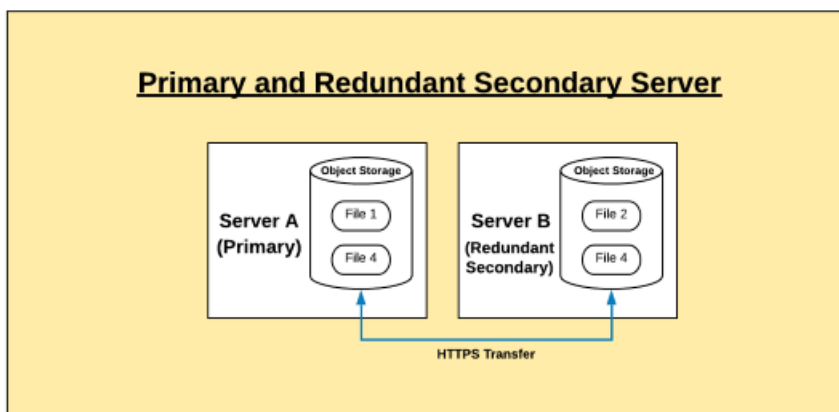 Primary and Redundant Secondary Server
Object Storage
Server A
(Primary)
File 1
File 4
Object Storage
Server B
(Redundant
Secondary)
File 2
File 4
HTTPS Transfer